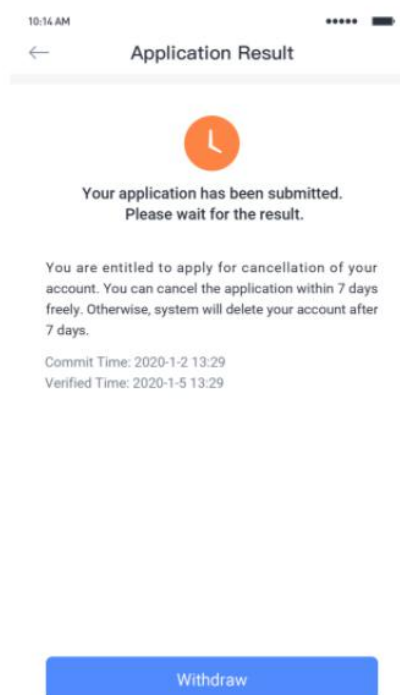 10:14 AM
Application Result
Your application has been submitted.
Please wait for the result.
You are entitled to apply for cancellation of your
account. You can cancel the application within 7 days
freely. Otherwise, system will delete your account after
7 days.
Commit Time: 2020-1-2 13:29
Verified Time: 2020-1-5 13:29
Withdraw